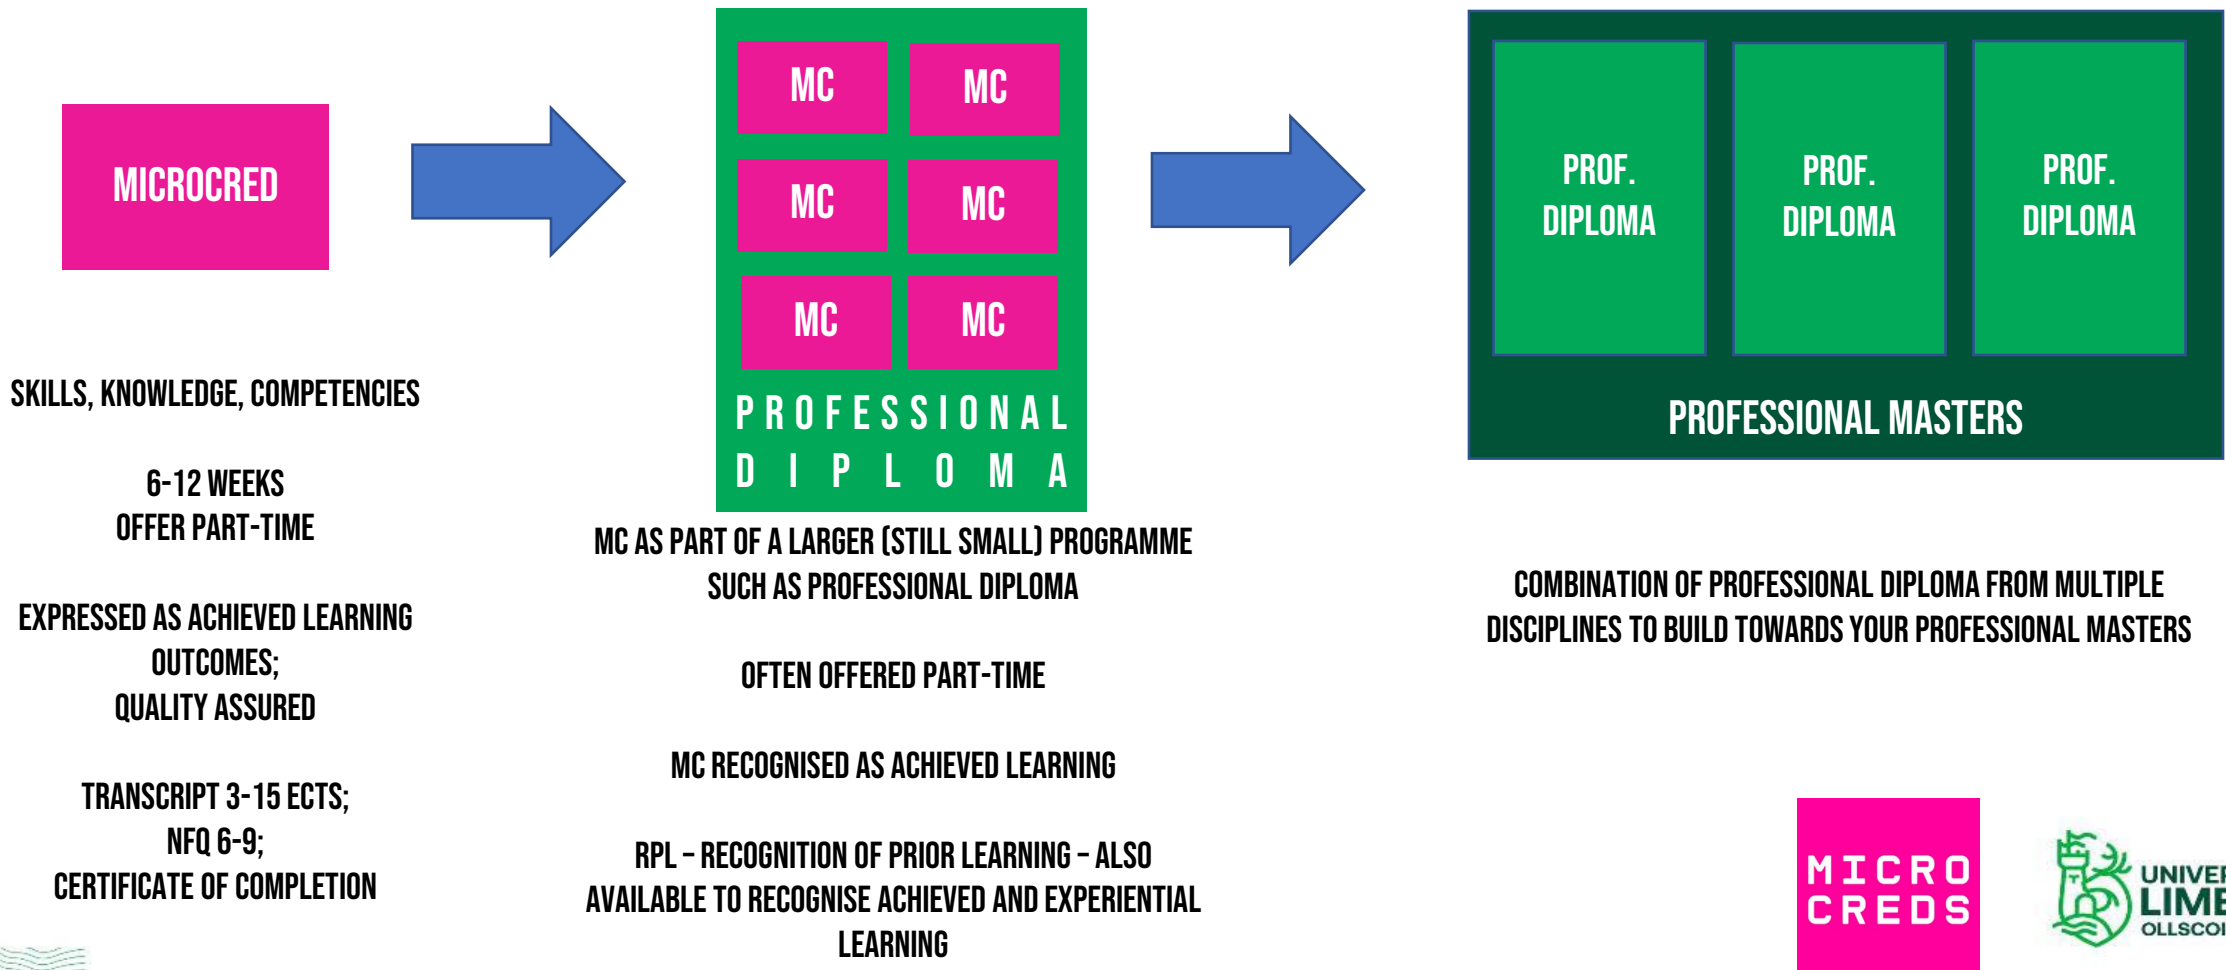 MICROCRED
SKILLS, KNOWLEDGE, COMPETENCIES
6-12 WEEKS
OFFER PART-TIME
EXPRESSED AS ACHIEVED LEARNING
OUTCOMES;
QUALITY ASSURED
TRANSCRIPT 3-15 ECTS;
NFQ 6-9;
CERTIFICATE OF COMPLETION
MC MC
MC MC
MC MC
PROFESSIONAL
DIPLOMA
MC AS PART OF A LARGER (STILL SMALL) PROGRAMME
SUCH AS PROFESSIONAL DIPLOMA
OFTEN OFFERED PART-TIME
MC RECOGNISED AS ACHIEVED LEARNING
RPL – RECOGNITION OF PRIOR LEARNING – ALSO
AVAILABLE TO RECOGNISE ACHIEVED AND EXPERIENTIAL
LEARNING
PROF.
DIPLOMA
PROF.
DIPLOMA
PROF.
DIPLOMA
PROFESSIONAL MASTERS
COMBINATION OF PROFESSIONAL DIPLOMA FROM MULTIPLE
DISCIPLINES TO BUILD TOWARDS YOUR PROFESSIONAL MASTERS
MICRO
CREDS